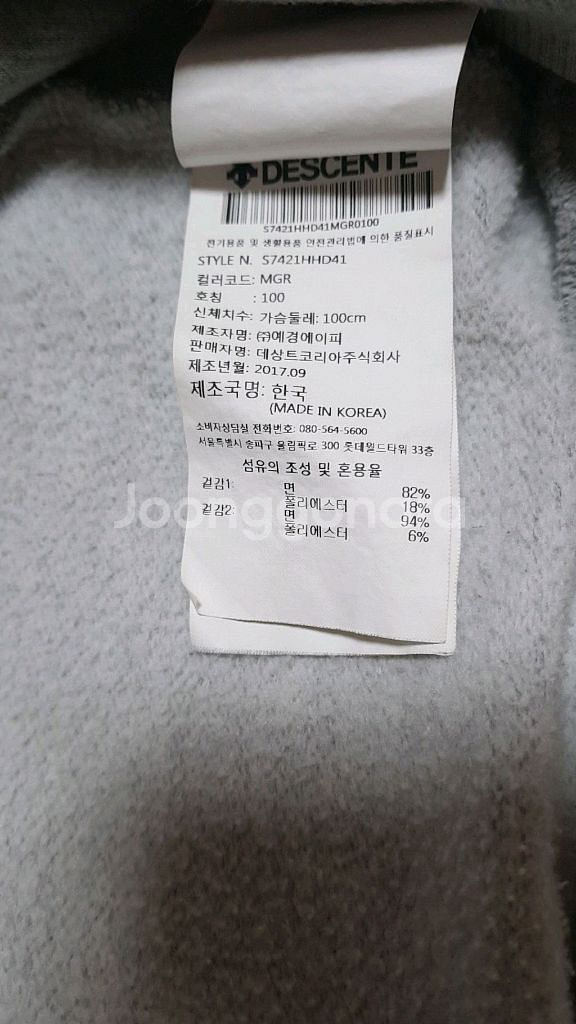 DESCENTE
S7421HHD41MGR0100
전기용품 및 생활용품 안전관리법에 의한 품질표시
STYLE N. S7421HHD41
컬러코드: MGR
호칭 : 100
신체치수: 가슴둘레: 100cm
제조자명: ㈜예경에이피
판매자명: 데상트코리아주식회사
제조년월: 2017.09
제조국명: 한국
(MADE IN KOREA)
소비자상담실 전화번호: 080-564-5600
서울특별시 송파구 올림픽로 300 롯데월드타워 33층
섬유의 조성 및 혼용율
겉감1: 면 82%
폴리에스터 18%
겉감2: 면 94%
폴리에스터 6%
Joonggonara